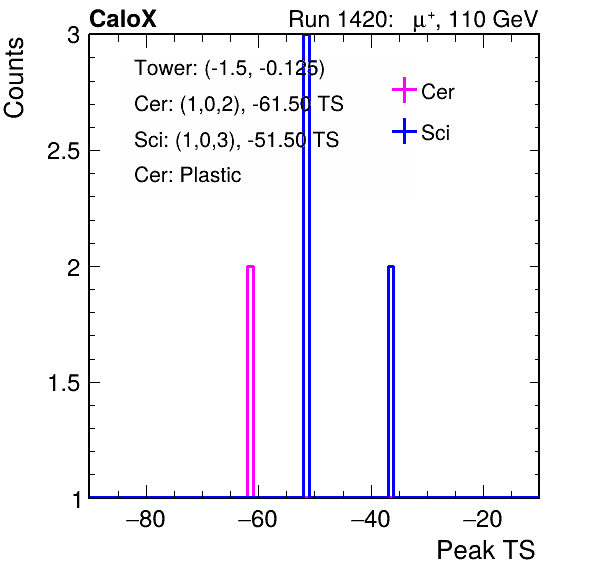 CaloX Run 1420: μ⁺, 110 GeV
Counts
3
2.5
2
1.5
1
Tower: (-1.5, -0.125)
Cer: (1,0,2), -61.50 TS
Sci: (1,0,3), -51.50 TS
Cer: Plastic
Cer
Sci
−80 −60 −40 −20
Peak TS